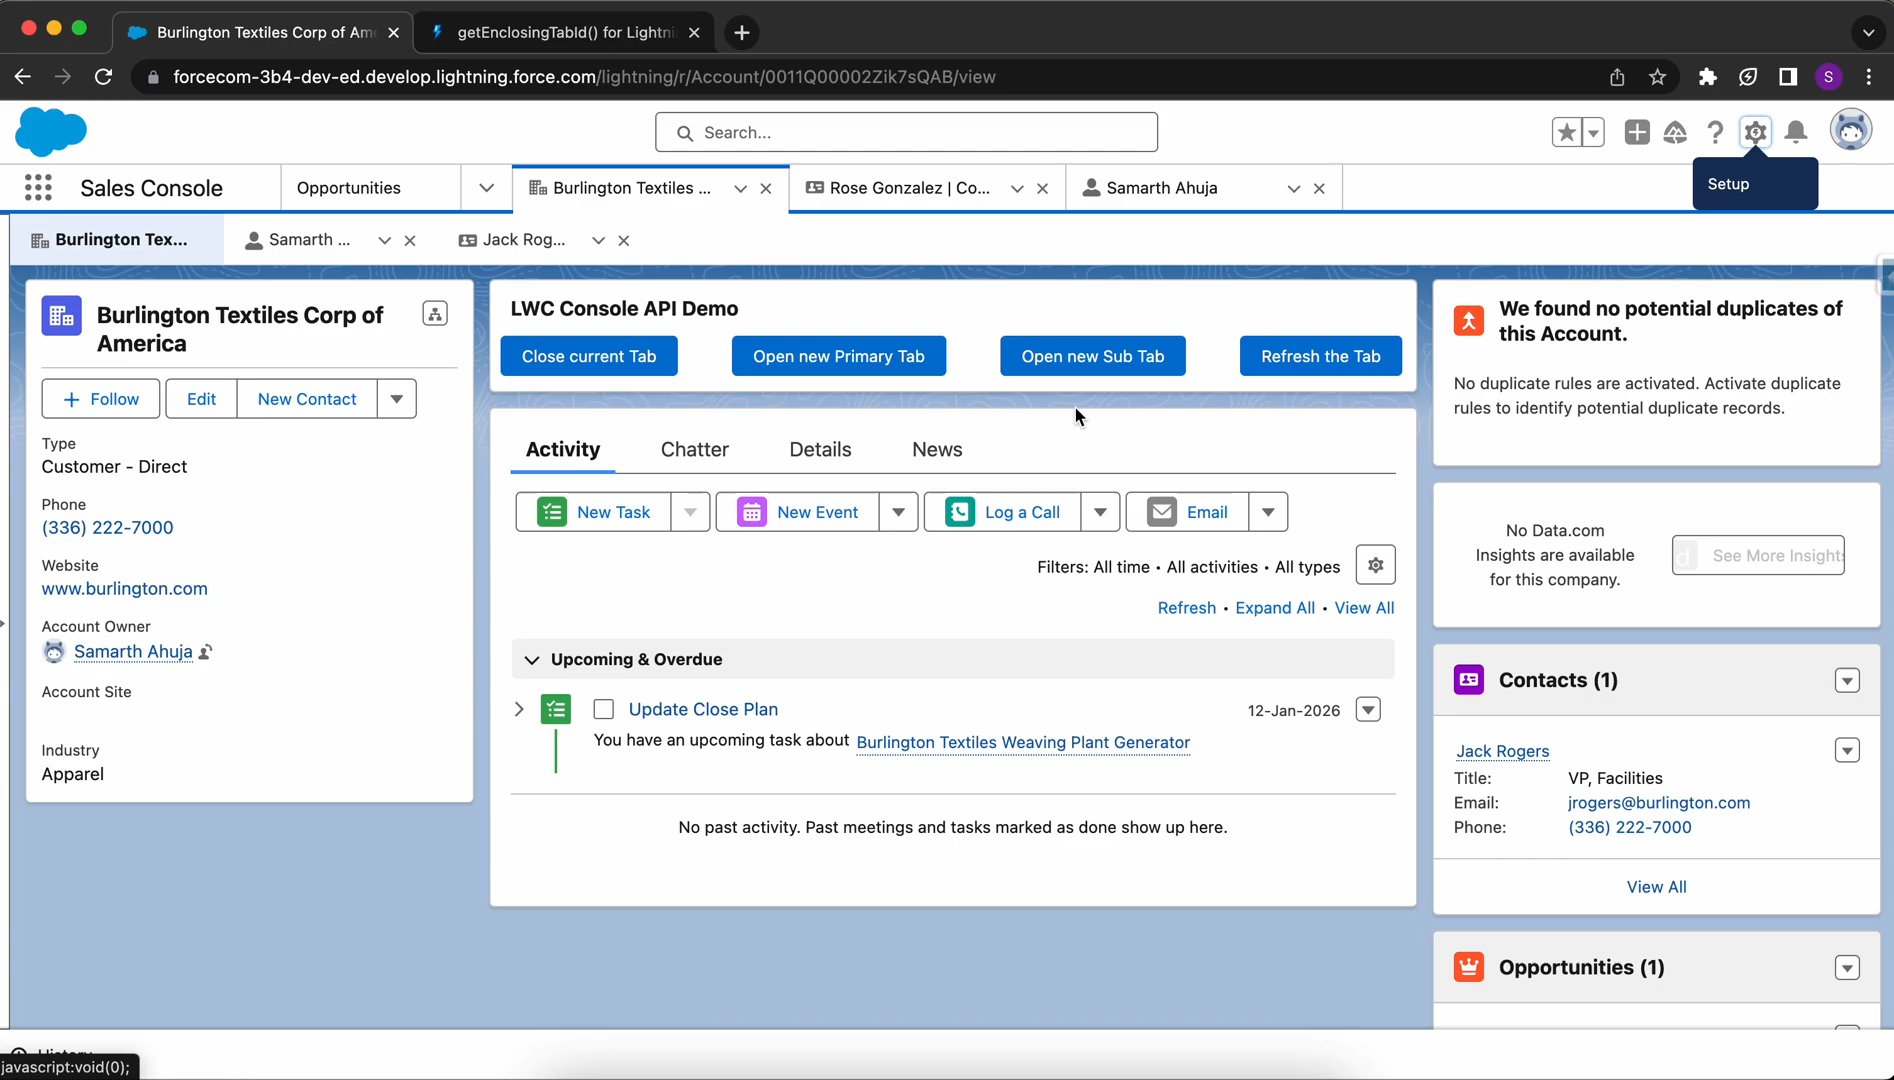 Burlington Textiles Corp of Am
getEnclosingTabId() for Lightni
forcecom-3b4-dev-ed.develop.lightning.force.com/lightning/r/Account/0011Q00002Zik7sQAB/view
S
Search...
Sales Console
Opportunities
Burlington Textiles ...
Rose Gonzalez | Co...
Samarth Ahuja
Setup
Burlington Tex...
Samarth ...
Jack Rog...
Burlington Textiles Corp of
America
Follow
Edit
New Contact
Type
Customer - Direct
Phone
(336) 222-7000
Website
www.burlington.com
Account Owner
Samarth Ahuja
Account Site
Industry
Apparel
LWC Console API Demo
Close current Tab
Open new Primary Tab
Open new Sub Tab
Refresh the Tab
Activity
Chatter
Details
News
New Task
New Event
Log a Call
Email
Filters: All time • All activities • All types
Refresh • Expand All • View All
Upcoming & Overdue
Update Close Plan
12-Jan-2026
You have an upcoming task about Burlington Textiles Weaving Plant Generator
No past activity. Past meetings and tasks marked as done show up here.
We found no potential duplicates of
this Account.
No duplicate rules are activated. Activate duplicate
rules to identify potential duplicate records.
No Data.com
Insights are available
for this company.
d See More Insights
Contacts (1)
Jack Rogers
Title: VP, Facilities
Email: jrogers@burlington.com
Phone: (336) 222-7000
View All
Opportunities (1)
History
javascript:void(0);